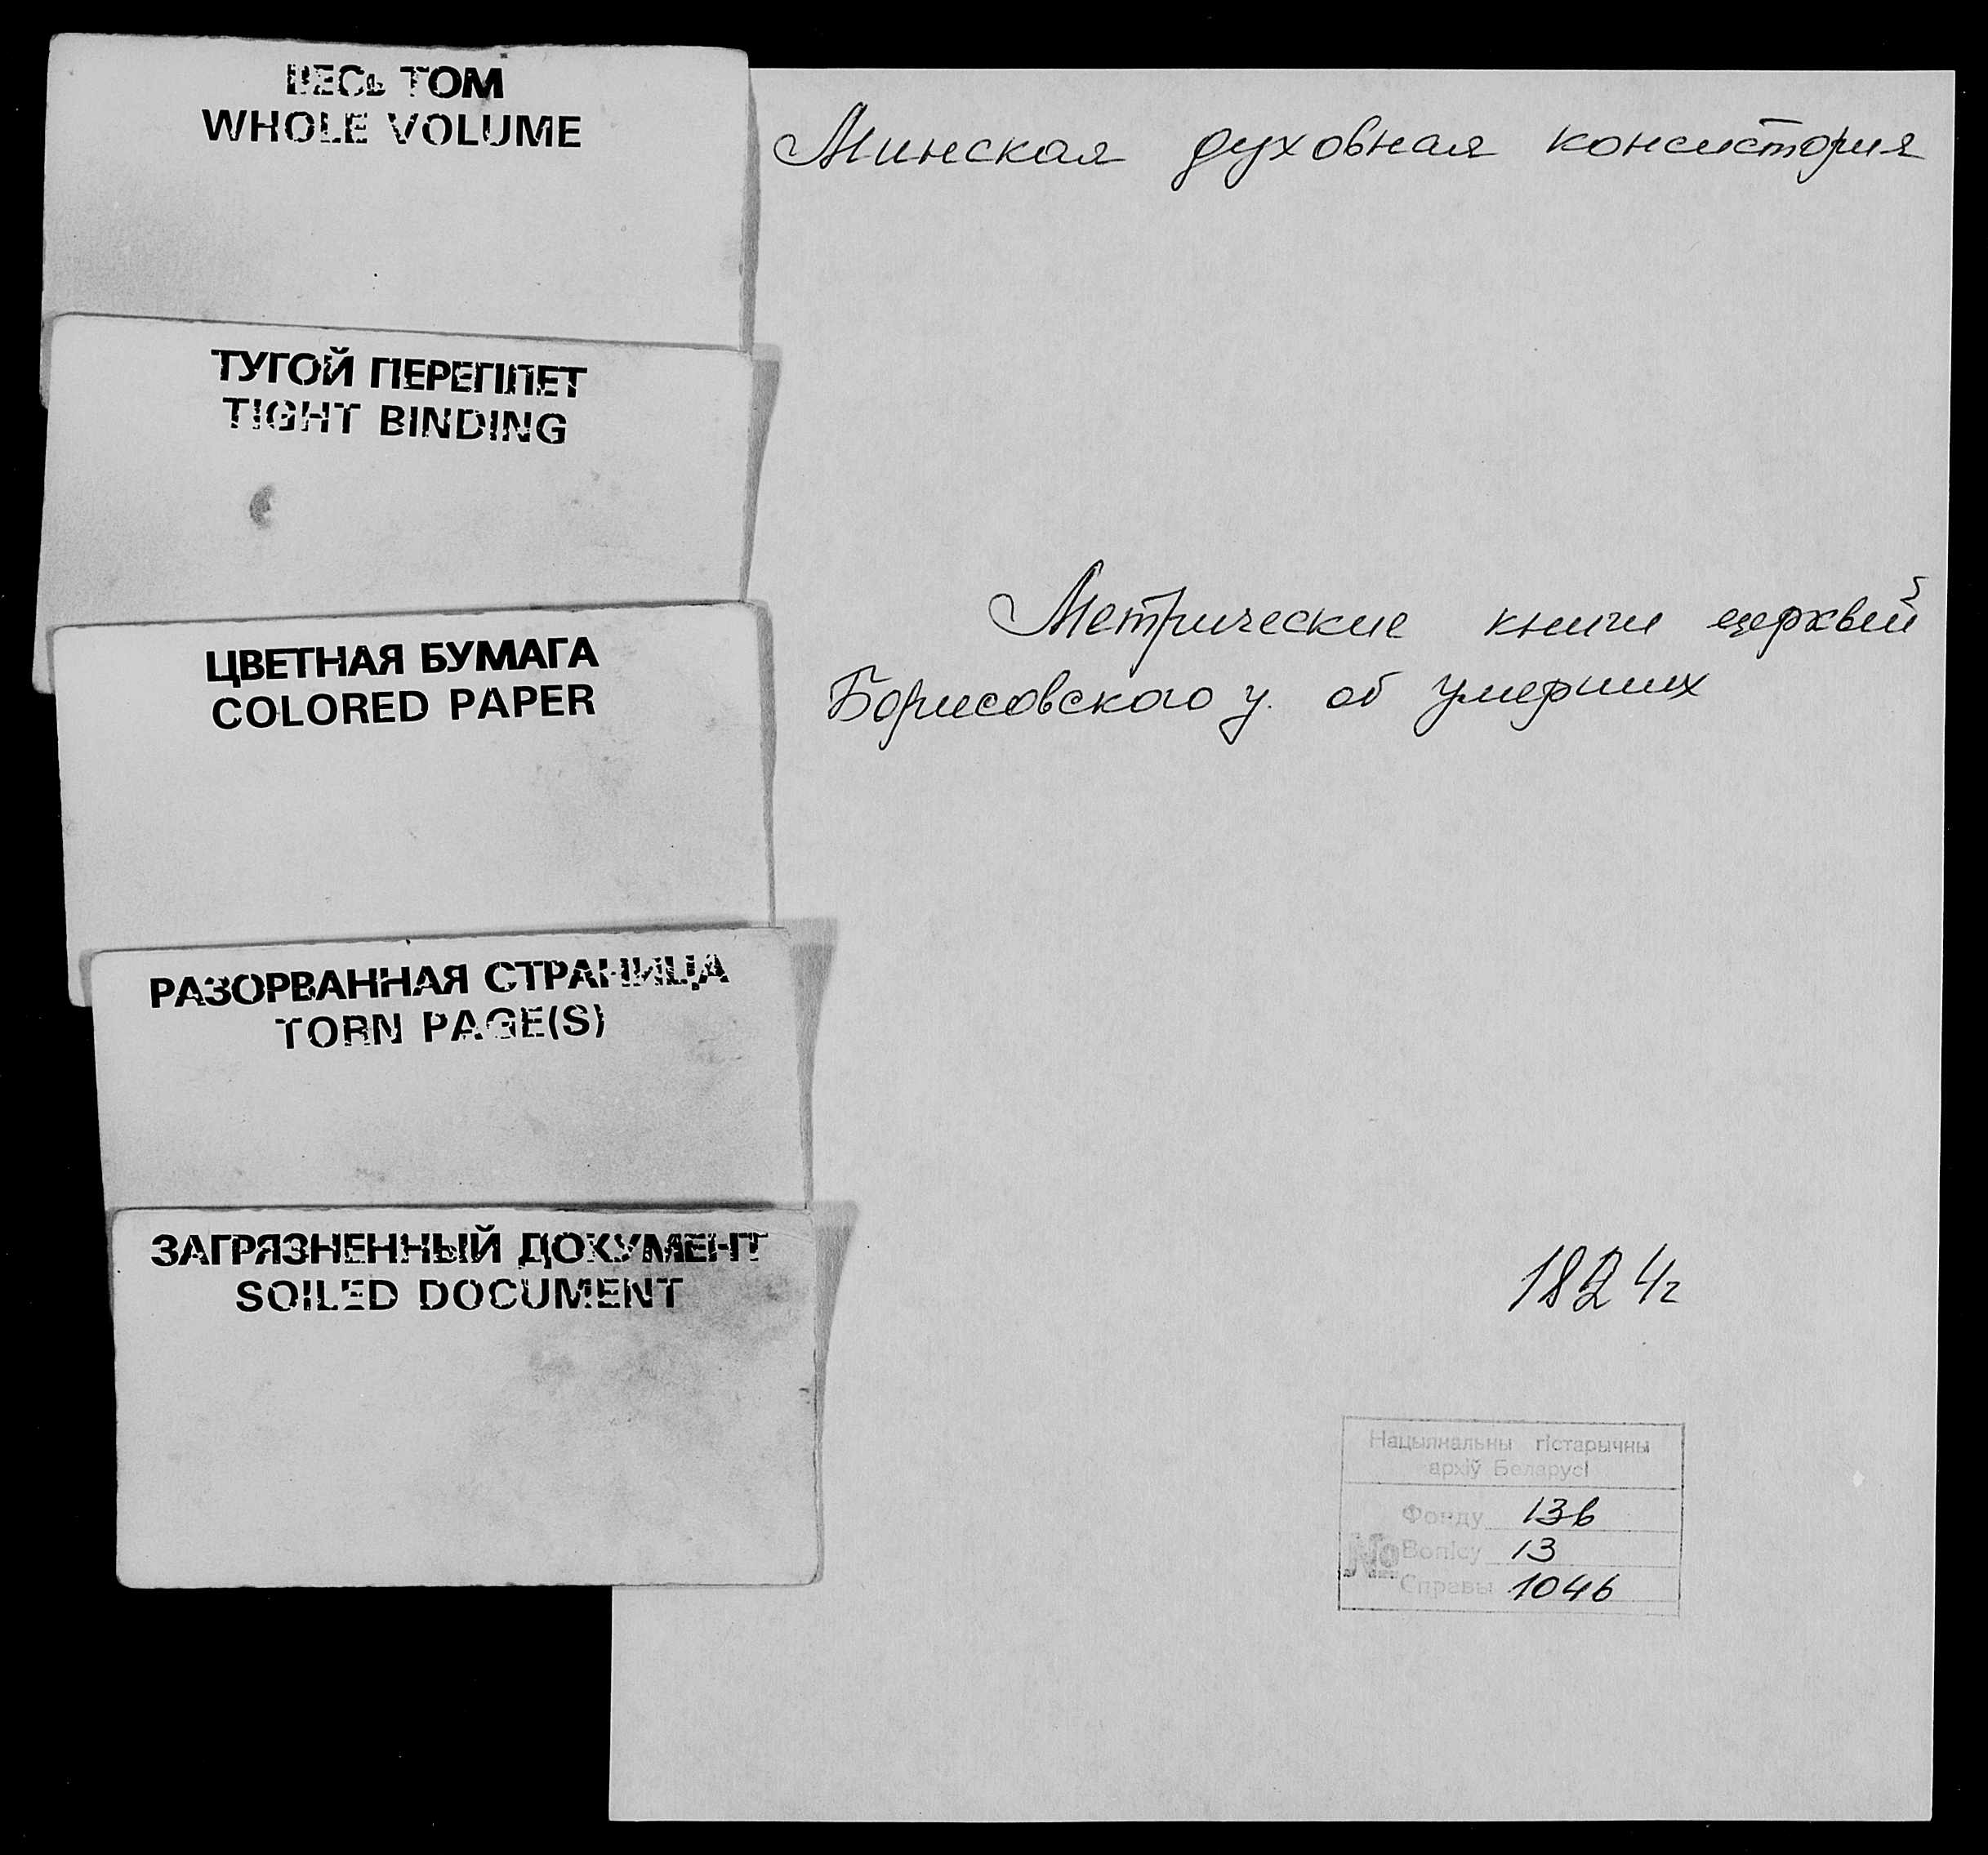 ВЕСЬ ТОМ
WHOLE VOLUME
ТУГОЙ ПЕРЕПЛЕТ
TIGHT BINDING
ЦВЕТНАЯ БУМАГА
COLORED PAPER
РАЗОРВАННАЯ СТРАНИЦА
TORN PAGE(S)
ЗАГРЯЗНЕННЫЙ ДОКУМЕНТ
SOILED DOCUMENT
Минская духовная консистория
Метрические книги церквей
Борисовского у. об умерших
1824г
Нацыянальны гістарычны
архіў Беларусі
Фонду 136
№ Вопісу 13
Справы 1046